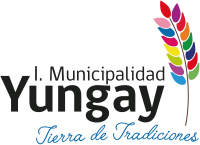 I. Municipalidad
Yungay
Tierra de Tradiciones